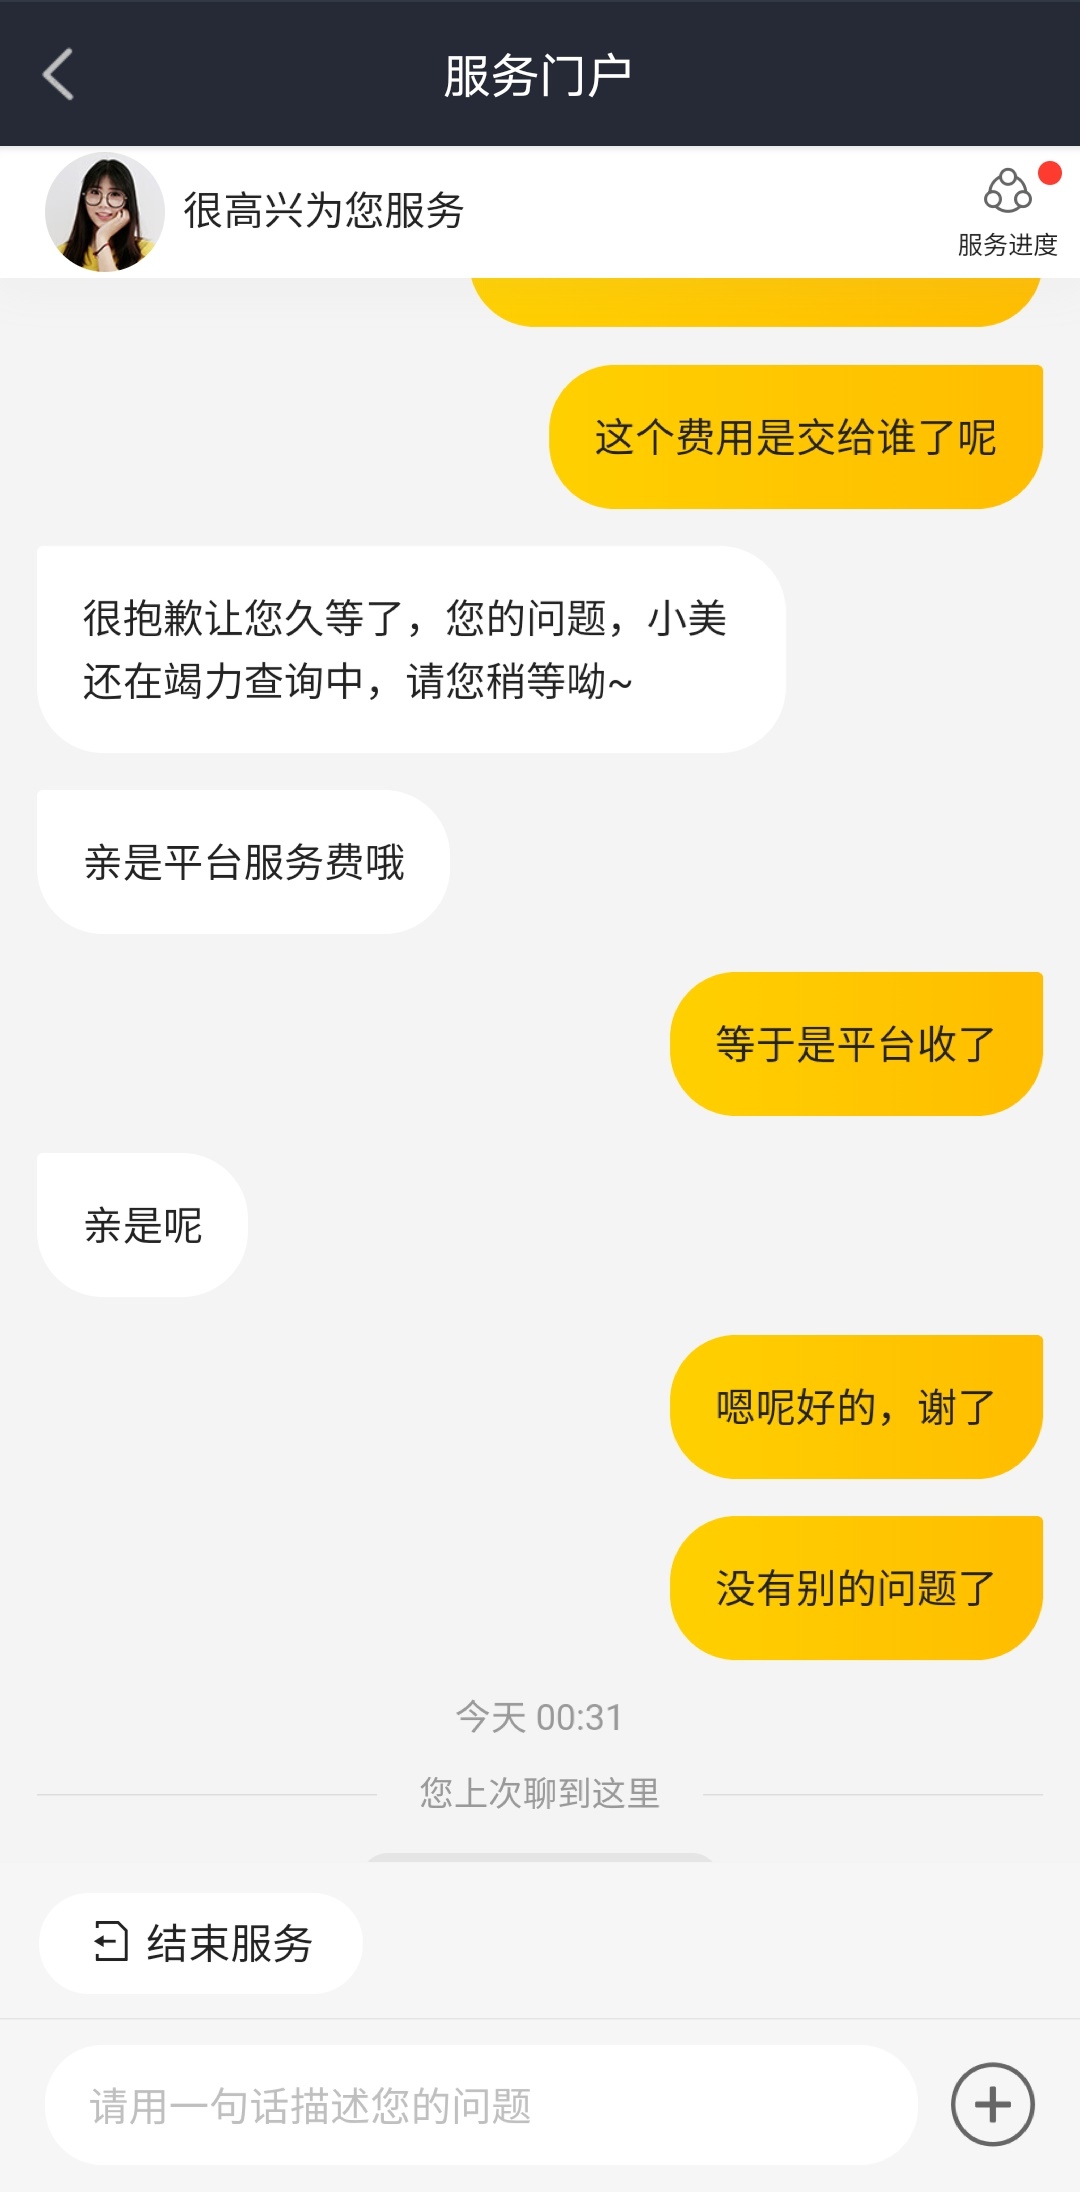 服务门户
很高兴为您服务
服务进度
这个费用是交给谁了呢
很抱歉让您久等了，您的问题，小美
还在竭力查询中，请您稍等呦~
亲是平台服务费哦
等于是平台收了
亲是呢
嗯呢好的，谢了
没有别的问题了
今天 00:31
您上次聊到这里
结束服务
请用一句话描述您的问题